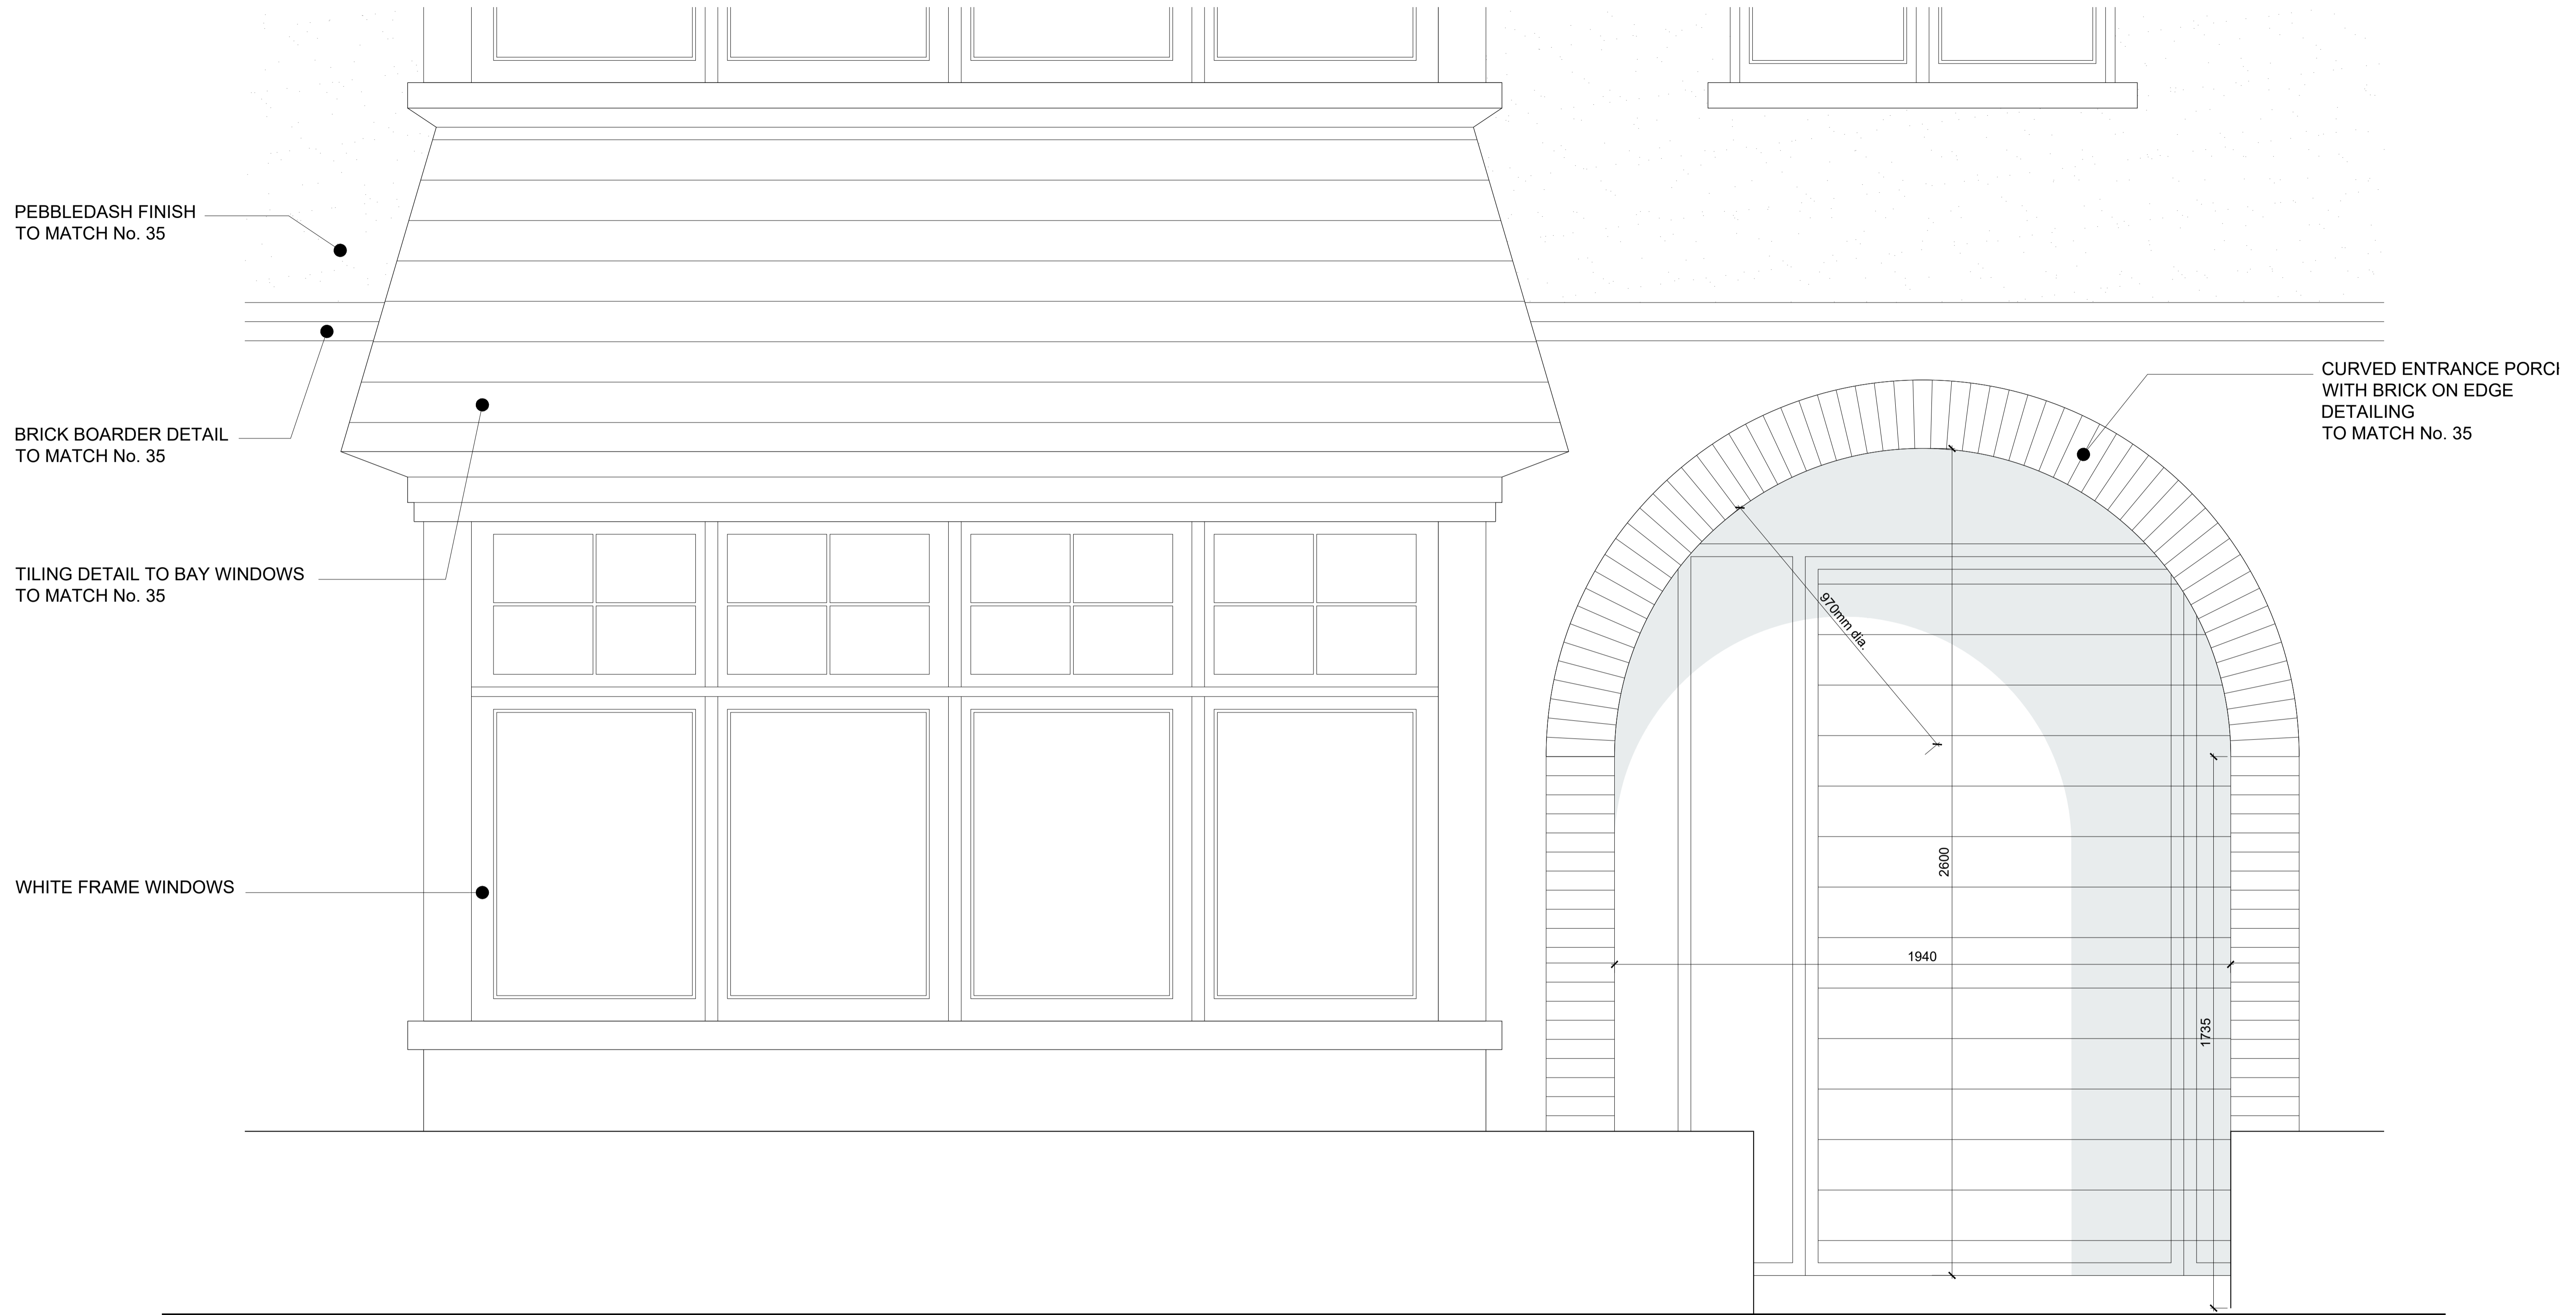 PEBBLEDASH FINISH
TO MATCH No. 35
BRICK BOARDER DETAIL
TO MATCH No. 35
TILING DETAIL TO BAY WINDOWS
TO MATCH No. 35
WHITE FRAME WINDOWS
CURVED ENTRANCE PORCH
WITH BRICK ON EDGE
DETAILING
TO MATCH No. 35
970mm dia.
2600
1940
1735